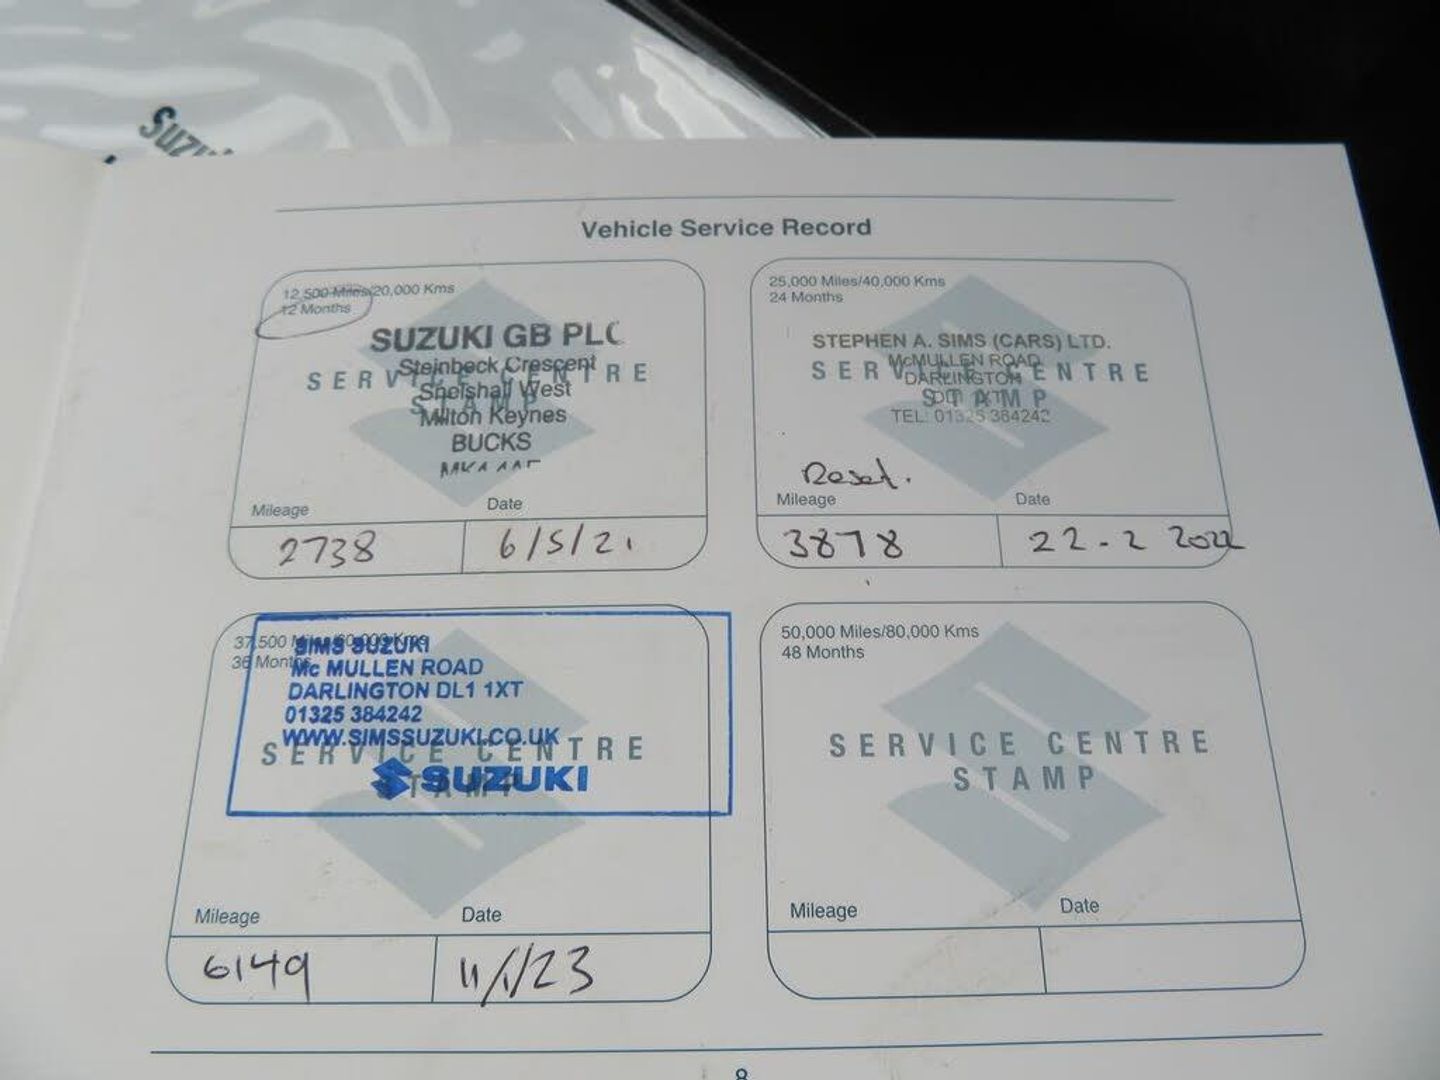 Suzuki
Vehicle Service Record
12,500 Miles/20,000 Kms
12 Months
SUZUKI GB PLC
Steinbeck Crescent
SERVICE CENTRE
Snelshall West
STAMP
Milton Keynes
BUCKS
Mileage
Date
2738
6/5/21
25,000 Miles/40,000 Kms
24 Months
STEPHEN A. SIMS (CARS) LTD.
McMULLEN ROAD
SERVICE CENTRE
DARLINGTON
STAMP
TEL: 01325 384242
Reset.
Mileage
Date
3878
22-2 2022
37,500 Miles/60,000 Kms
36 Months
SIMS SUZUKI
Mc MULLEN ROAD
DARLINGTON DL1 1XT
01325 384242
WWW.SIMSSUZUKI.CO.UK
SERVICE CENTRE
STAMP
SUZUKI
Mileage
Date
6149
11/1/23
50,000 Miles/80,000 Kms
48 Months
SERVICE CENTRE
STAMP
Mileage
Date
8